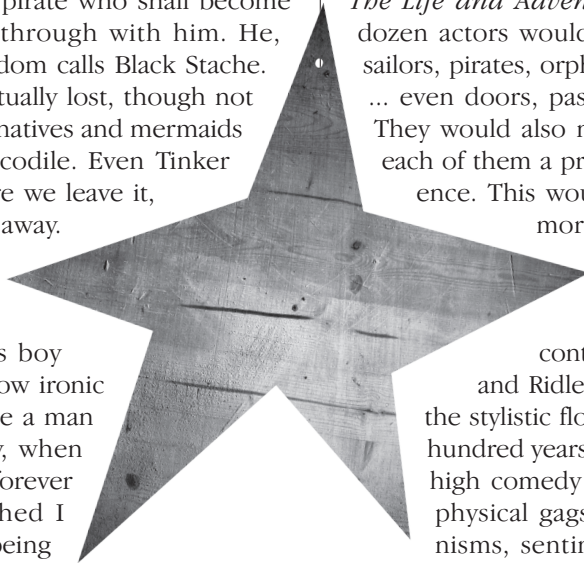 pirate who shall become
through with him. He,
dom calls Black Stache.
tually lost, though not
natives and mermaids
codile. Even Tinker
re we leave it,
away.
s boy
ow ironic
e a man
y, when
forever
hed I
being
The Life and Adven
dozen actors would
sailors, pirates, orph
... even doors, pas
They would also
each of them a pr
ence. This wou
mor
cont
and Ridle
the stylistic flo
hundred years
high comedy
physical gags
nisms, senti